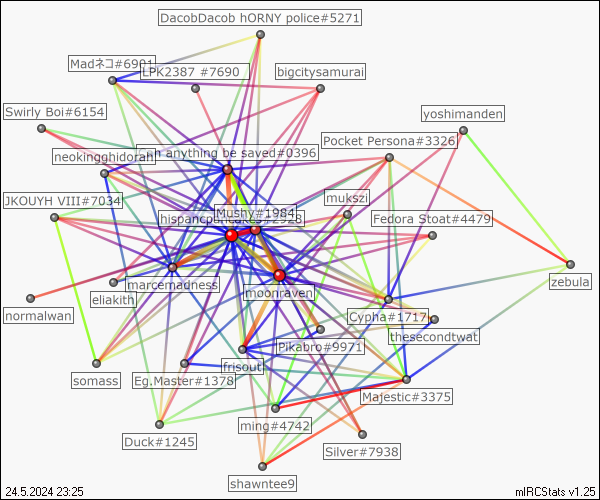 DacobDacob hORNY police#5271
Madネコ#6901
LPK2387 #7690
bigcitysamurai
Swirly Boi#6154
yoshimanden
Pocket Persona#3326
neokingghidorah
anything be saved#0396
JKOUYH VIII#7034
mukszi
Mushy#1984
Fedora Stoat#4479
marcemadness
moonraven
zebula
eliakith
normalwan
Cypha#1717
thesecondtwat
Pikabro#9971
frisout
somass
Eg.Master#1378
Majestic#3375
ming#4742
Duck#1245
Silver#7938
shawntee9
24.5.2024 23:25
mIRCStats v1.25